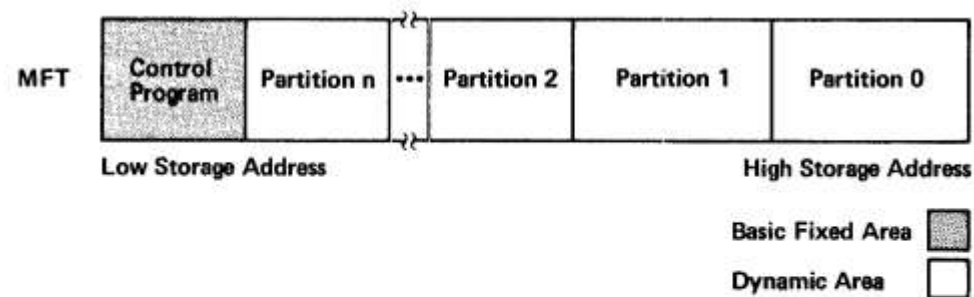 MFT
Control
Program
Partition n
•••
Partition 2
Partition 1
Partition 0
Low Storage Address
High Storage Address
Basic Fixed Area
Dynamic Area